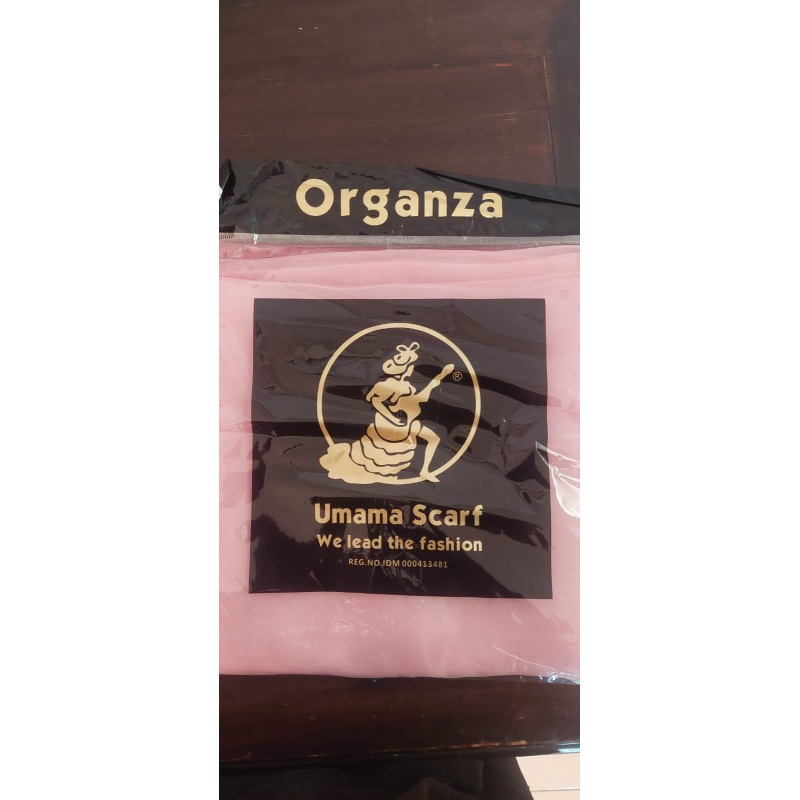 Organza
®
Umama Scarf
We lead the fashion
REG.NO.IDM 000413481